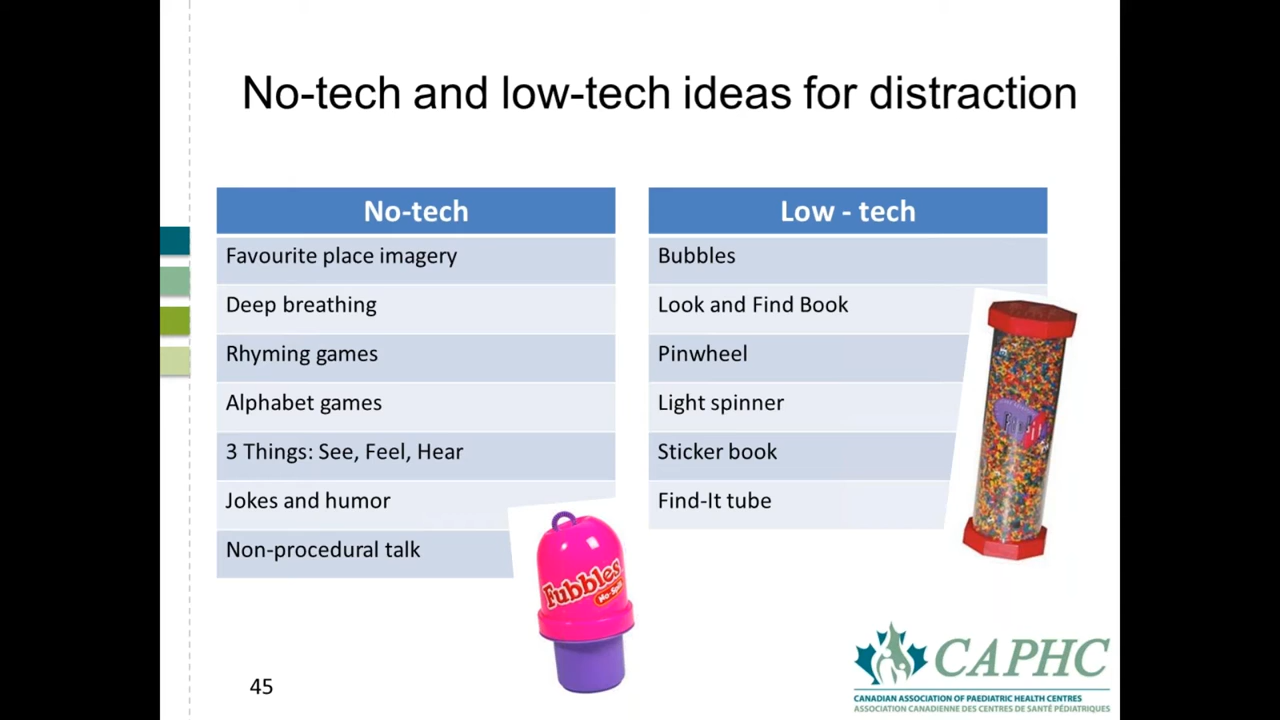 No-tech and low-tech ideas for distraction
No-tech
Favourite place imagery
Deep breathing
Rhyming games
Alphabet games
3 Things: See, Feel, Hear
Jokes and humor
Non-procedural talk
Low - tech
Bubbles
Look and Find Book
Pinwheel
Light spinner
Sticker book
Find-It tube
Fubbles
No-Spill
45
CAPHC
CANADIAN ASSOCIATION OF PAEDIATRIC HEALTH CENTRES
ASSOCIATION CANADIENNE DES CENTRES DE SANTÉ PÉDIATRIQUES